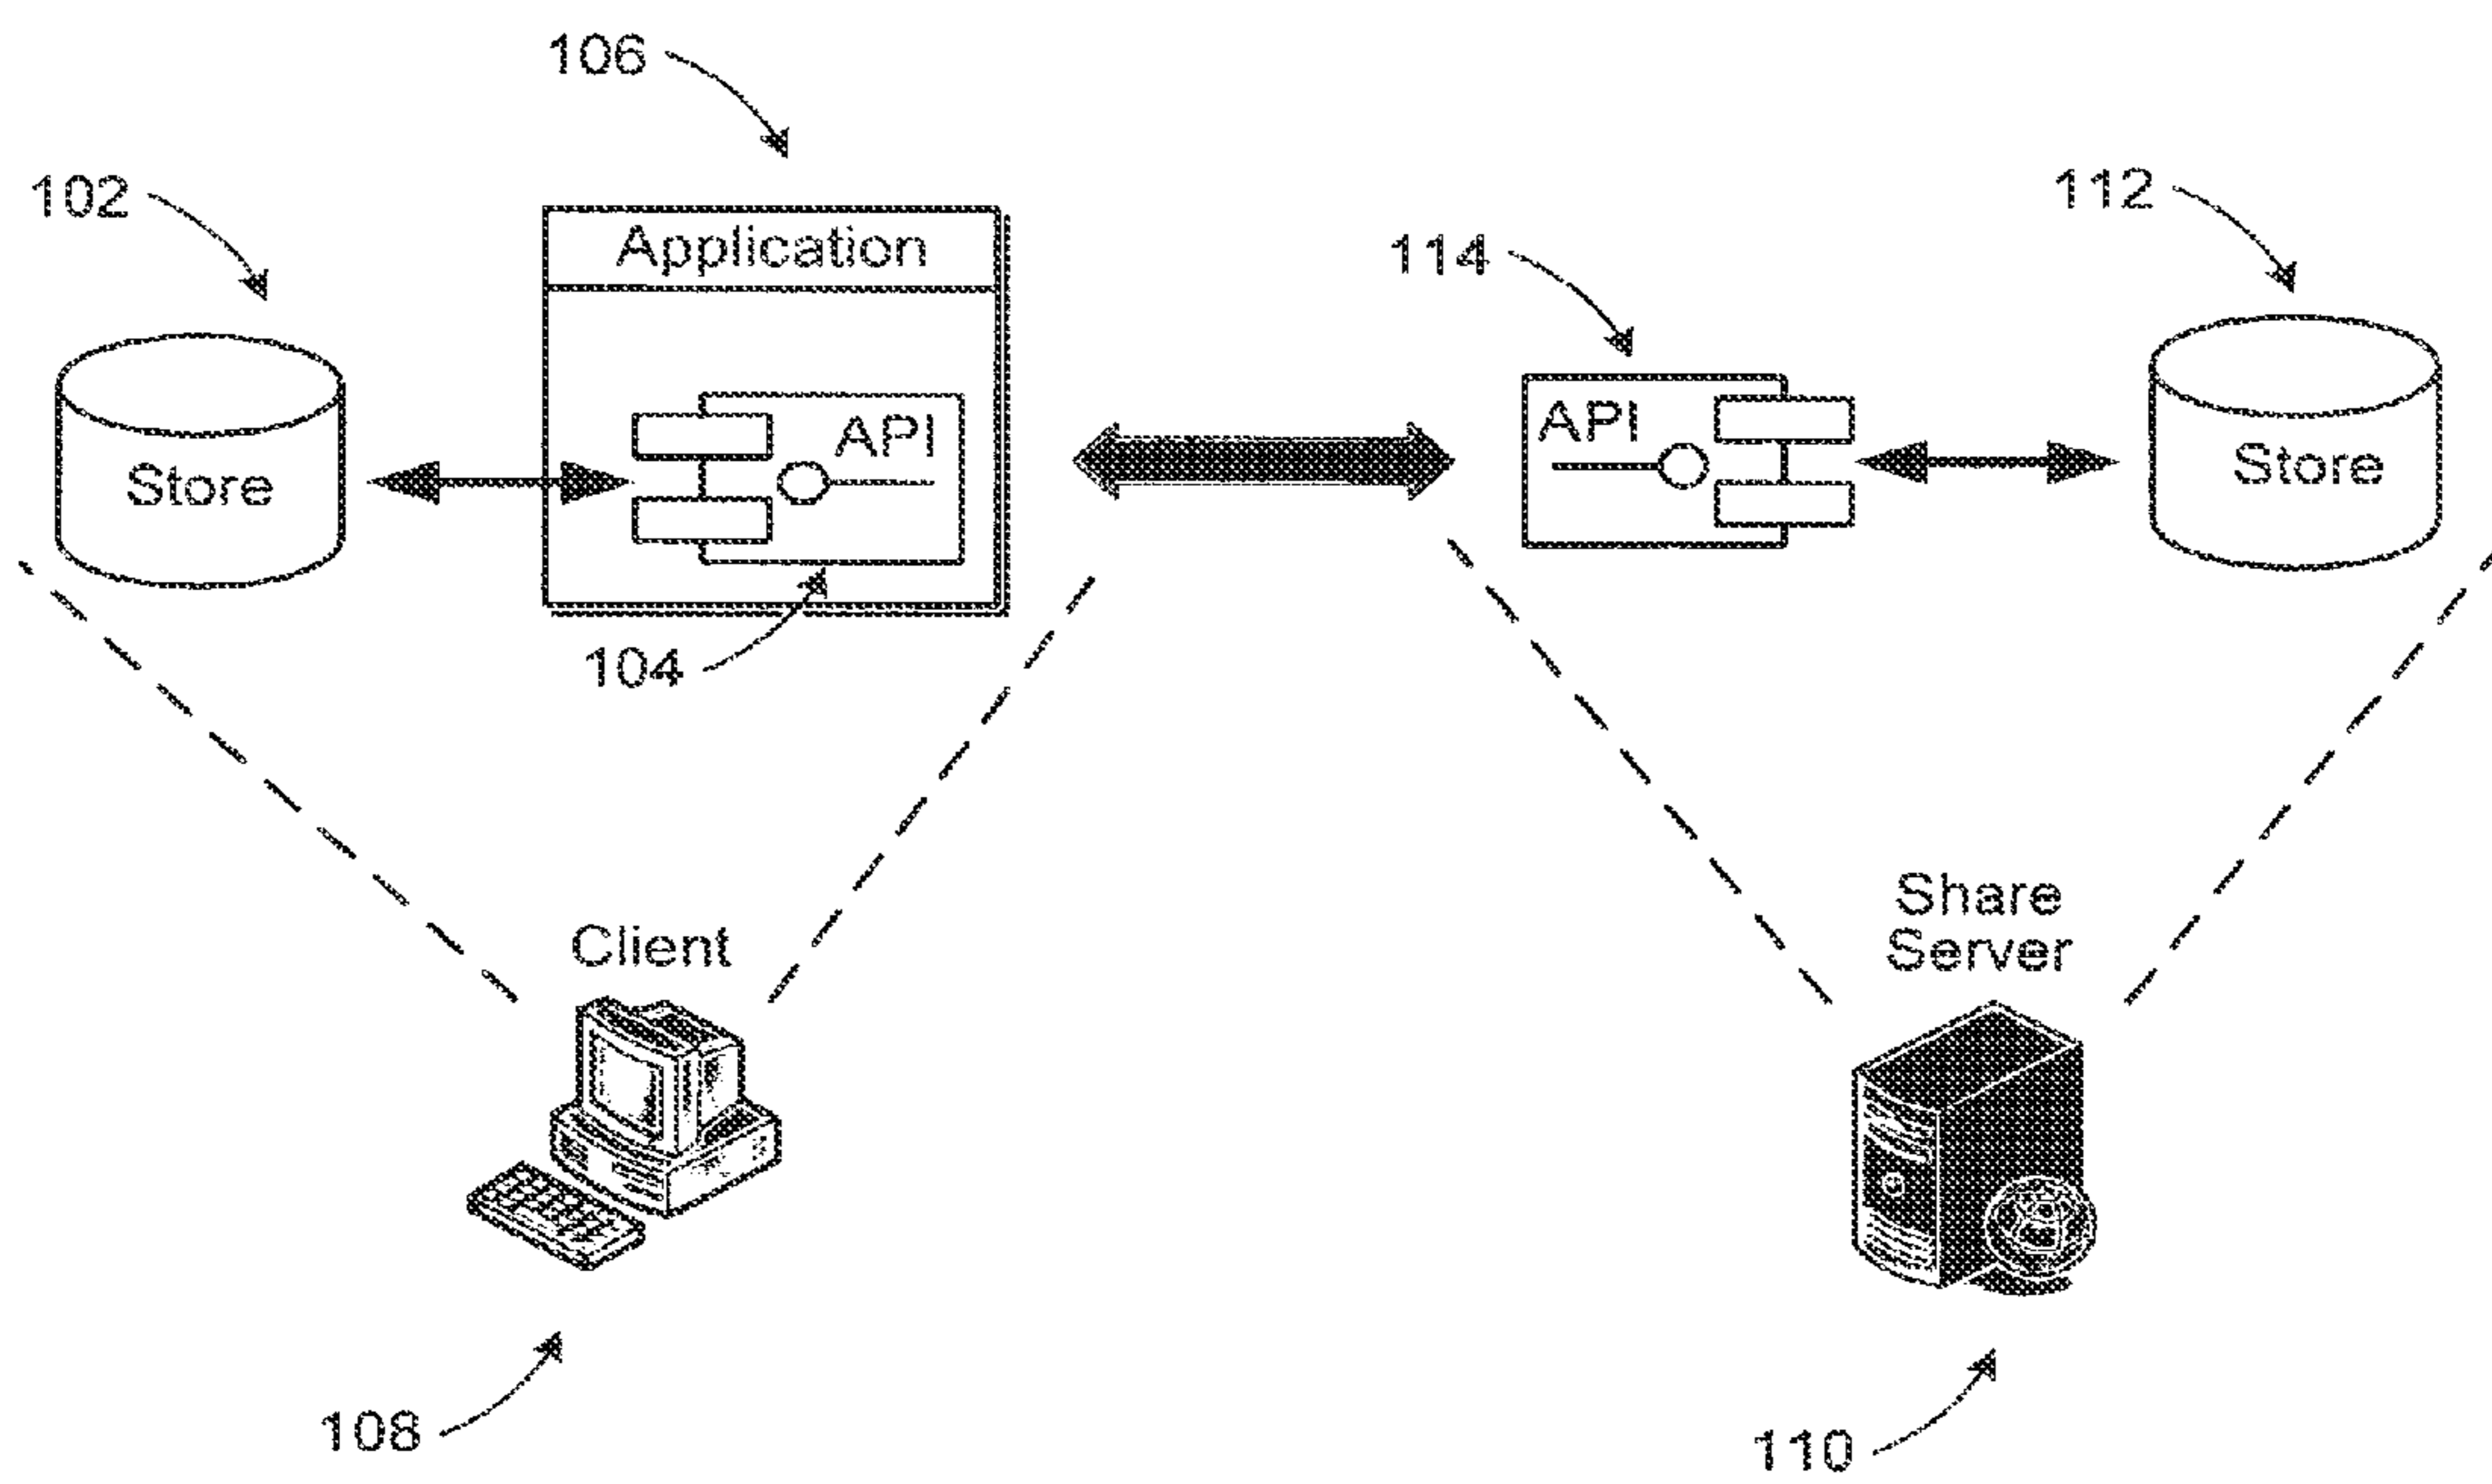 106
102
112
Application
114
API
API
Store
Store
104
Share
Server
Client
108
110